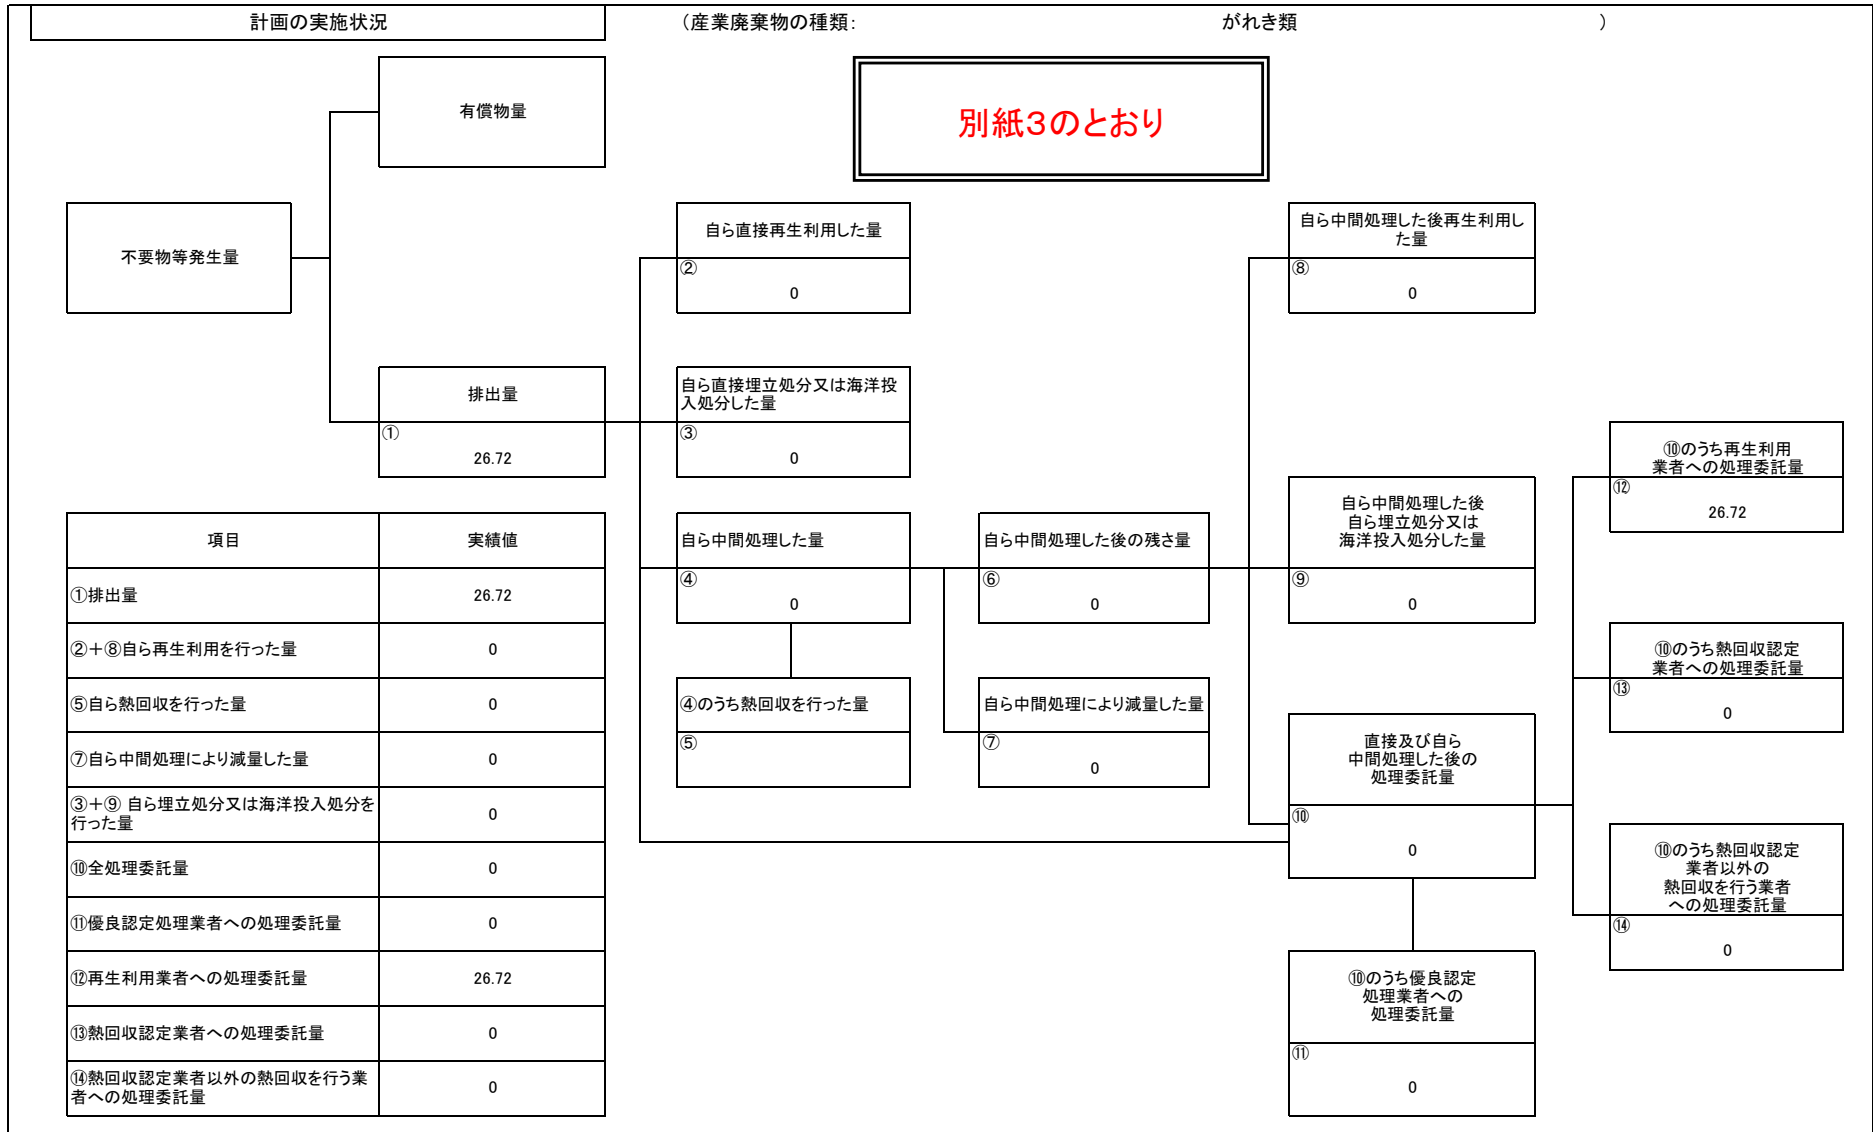 計画の実施状況
（産業廃棄物の種類：　がれき類　）
有償物量
別紙３のとおり
不要物等発生量
自ら直接再生利用した量
②
0
自ら中間処理した後再生利用し
た量
⑧
0
排出量
①
26.72
自ら直接埋立処分又は海洋投
入処分した量
③
0
⑩のうち再生利用
業者への処理委託量
⑫
26.72
自ら中間処理した量
④
0
自ら中間処理した後の残さ量
⑥
0
自ら中間処理した後
自ら埋立処分又は
海洋投入処分した量
⑨
0
⑩のうち熱回収認定
業者への処理委託量
⑬
0
④のうち熱回収を行った量
⑤
自ら中間処理により減量した量
⑦
0
直接及び自ら
中間処理した後の
処理委託量
⑩
0
⑩のうち熱回収認定
業者以外の
熱回収を行う業者
への処理委託量
⑭
0
⑩のうち優良認定
処理業者への
処理委託量
⑪
0
項目　実績値
①排出量　26.72
②＋⑧自ら再生利用を行った量　0
⑤自ら熱回収を行った量　0
⑦自ら中間処理により減量した量　0
③＋⑨ 自ら埋立処分又は海洋投入処分を
行った量　0
⑩全処理委託量　0
⑪優良認定処理業者への処理委託量　0
⑫再生利用業者への処理委託量　26.72
⑬熱回収認定業者への処理委託量　0
⑭熱回収認定業者以外の熱回収を行う業
者への処理委託量　0